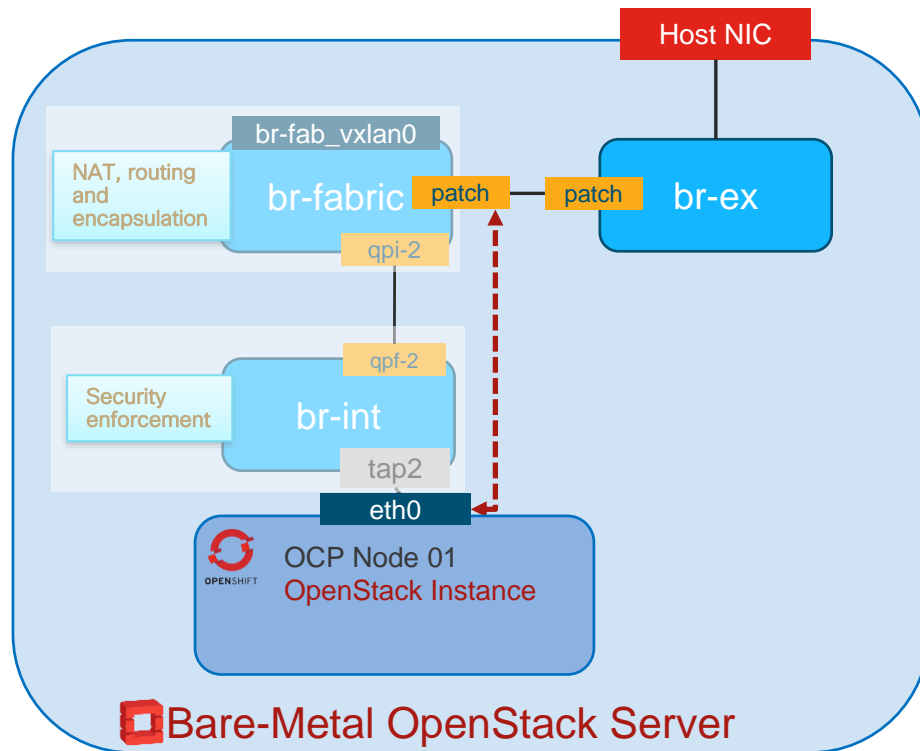 Host NIC
br-fab_vxlan0
NAT, routing
and
encapsulation
br-fabric
patch
patch
br-ex
qpi-2
qpf-2
Security
enforcement
br-int
tap2
eth0
OPENSHIFT
OCP Node 01
OpenStack Instance
Bare-Metal OpenStack Server